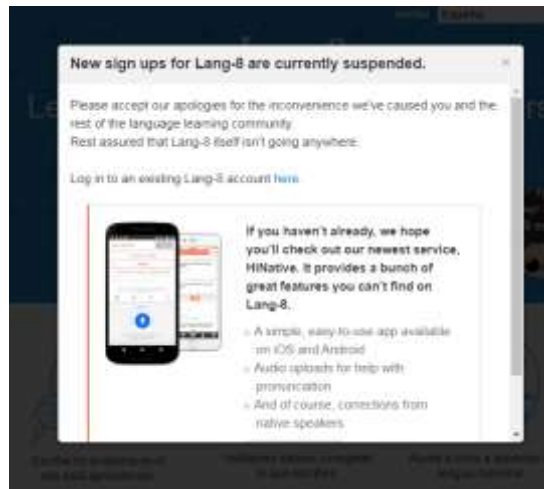 New sign ups for Lang-8 are currently suspended.
×
Please accept our apologies for the inconvenience we've caused you and the
rest of the language learning community
Rest assured that Lang-8 itself isn't going anywhere.
Log in to an existing Lang-8 account here
If you haven't already, we hope
you'll check out our newest service,
HiNative. It provides a bunch of
great features you can't find on
Lang-8.
A simple, easy-to-use app available
on iOS and Android
Audio uploads for help with
pronunciation
And of course, corrections from
native speakers